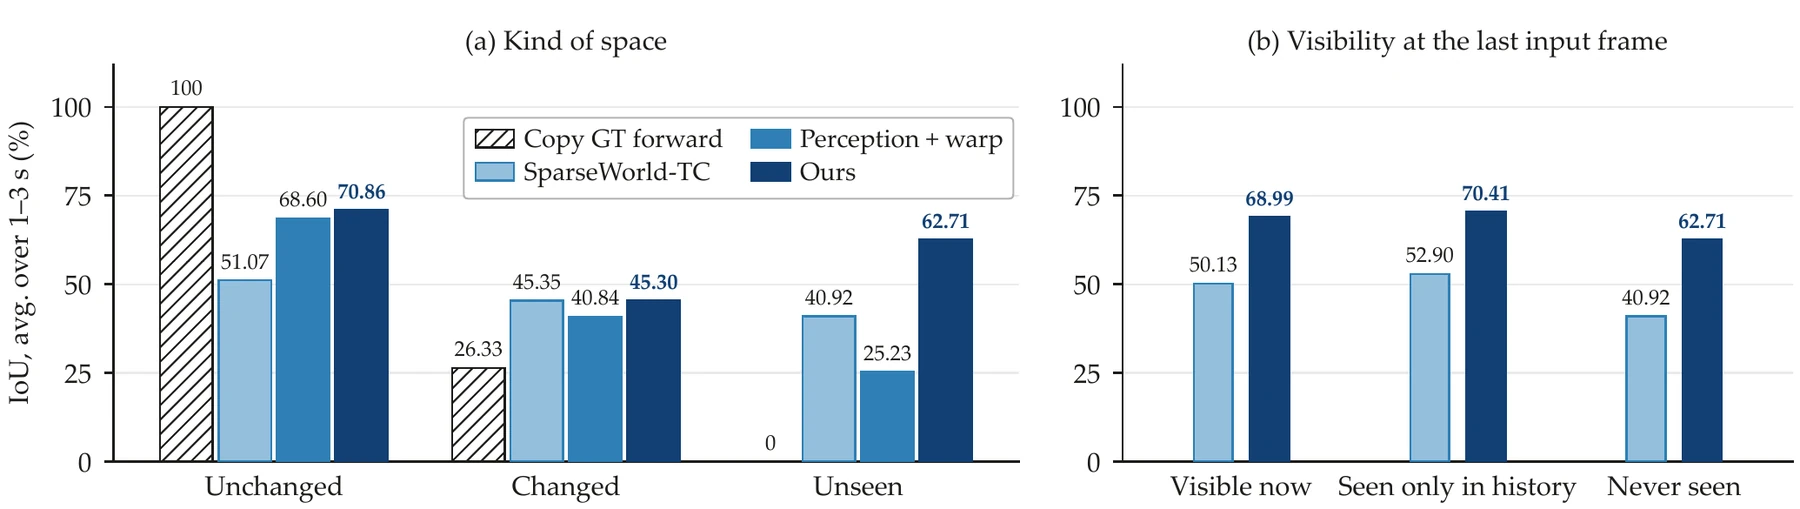 (a) Kind of space
IoU, avg. over 1–3 s (%)
100
75
50
25
0
Copy GT forward
Perception + warp
SparseWorld-TC
Ours
100
51.07
68.60
70.86
26.33
45.35
40.84
45.30
0
40.92
25.23
62.71
Unchanged
Changed
Unseen
(b) Visibility at the last input frame
100
75
50
25
0
50.13
68.99
52.90
70.41
40.92
62.71
Visible now
Seen only in history
Never seen